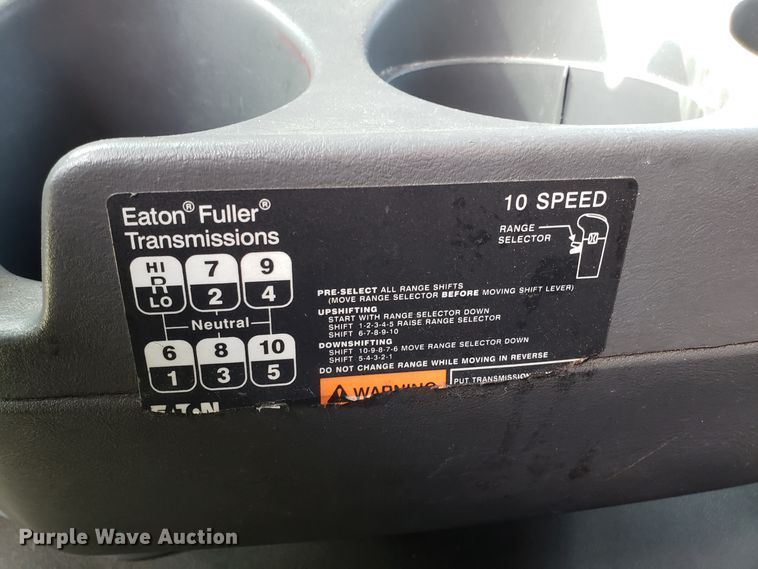 Eaton® Fuller®
Transmissions
10 SPEED
RANGE
SELECTOR
HI
R
LO
7
2
9
4
Neutral
6
1
8
3
10
5
PRE-SELECT ALL RANGE SHIFTS
(MOVE RANGE SELECTOR BEFORE MOVING SHIFT LEVER)
UPSHIFTING
START WITH RANGE SELECTOR DOWN
SHIFT 1-2-3-4-5 RAISE RANGE SELECTOR
SHIFT 6-7-8-9-10
DOWNSHIFTING
SHIFT 10-9-8-7-6 MOVE RANGE SELECTOR DOWN
SHIFT 5-4-3-2-1
DO NOT CHANGE RANGE WHILE MOVING IN REVERSE
WARNING
PUT TRANSMISSION
EATON
Purple Wave Auction